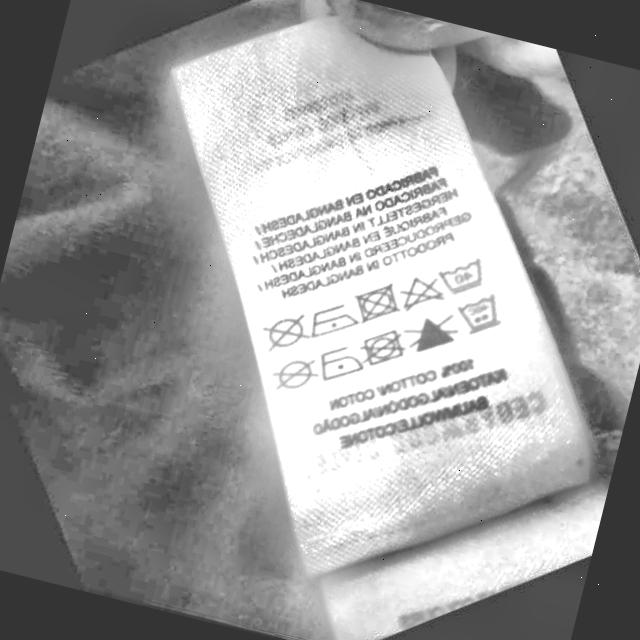 FABRICADO EN BANGLADESH /
FABRICADO NA BANGLADECHE /
HERGESTELLT IN BANGLADESCH /
FABRIQUÉ EN BANGLADESH /
GEPRODUCEERD IN BANGLADESH /
PRODOTTO IN BANGLADESH
40
100% COTTON COTON
KATOEN ALGODON ALGODÃO
BAUMWOLLE COTONE